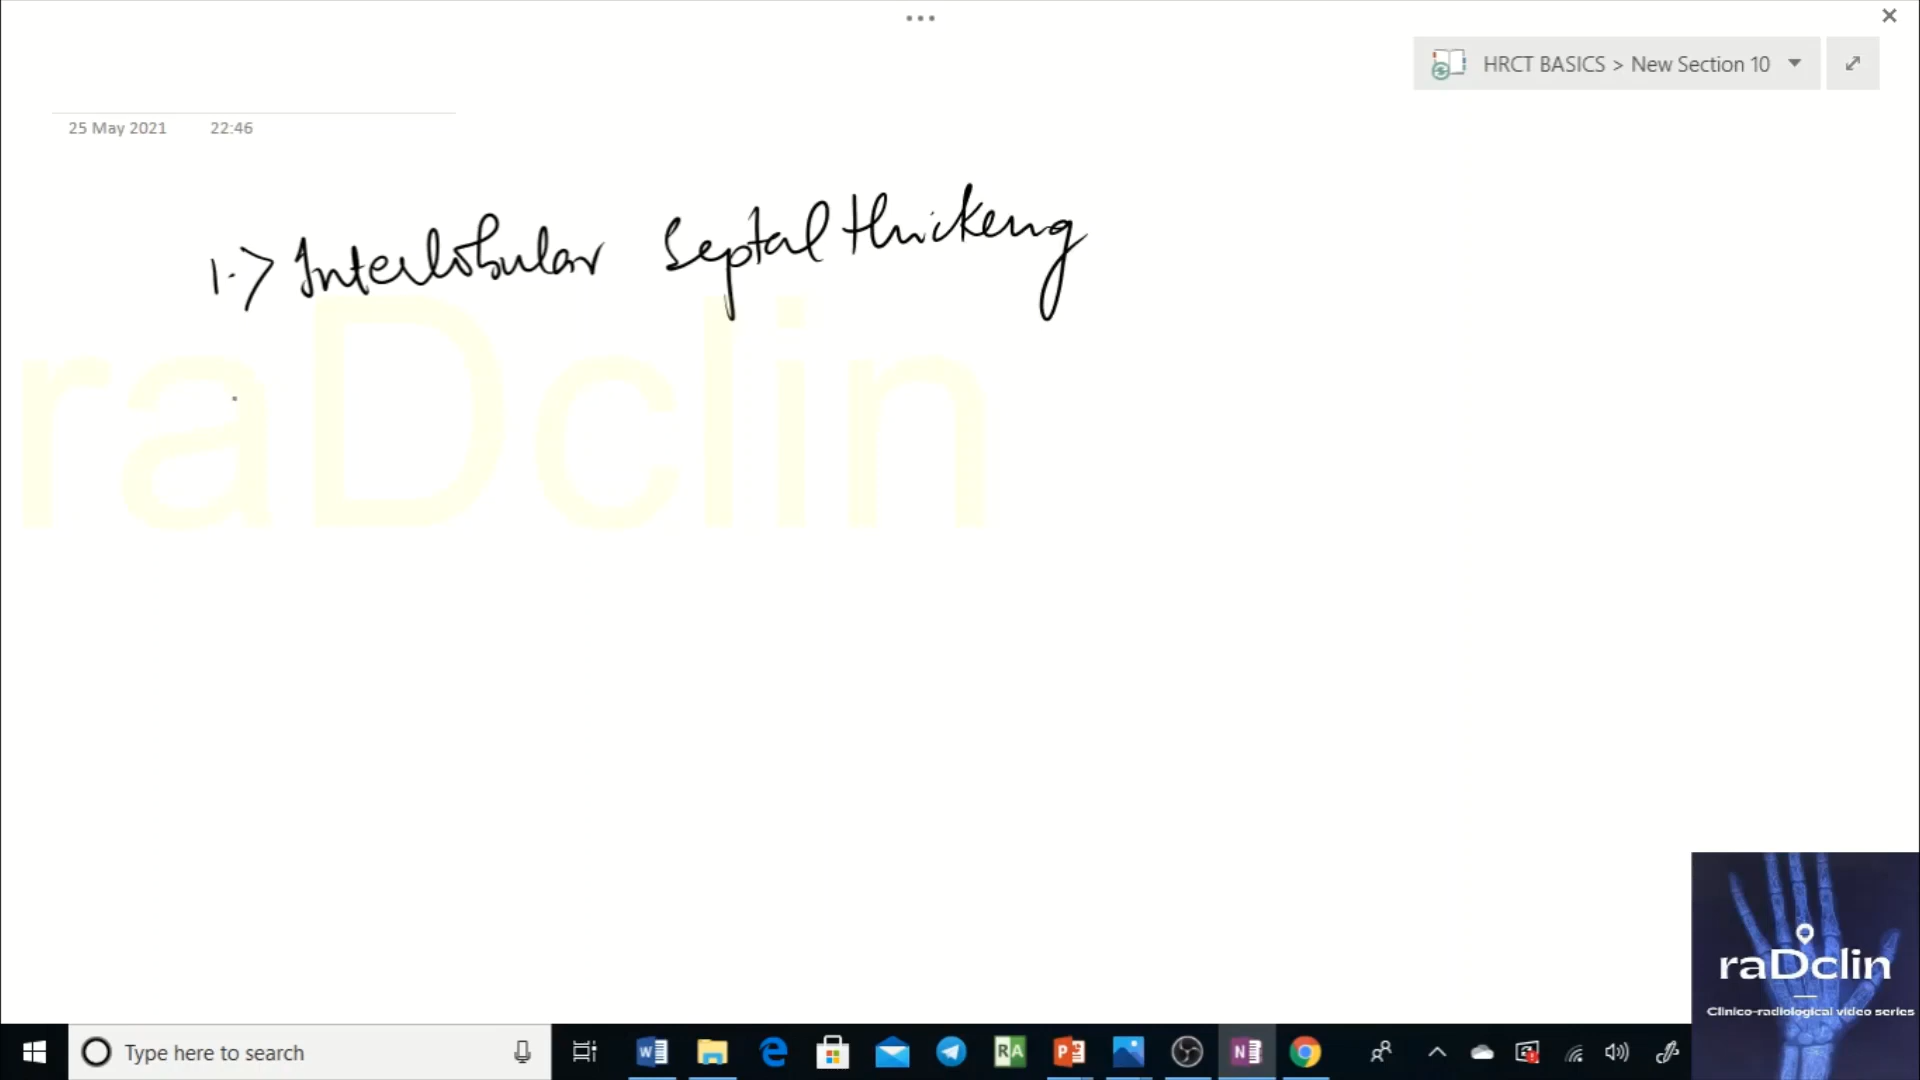 HRCT BASICS > New Section 10
25 May 2021 22:46
1.> Interlobular Septal thickeng
raDclin
Type here to search
raDclin
Clinico-radiological video series